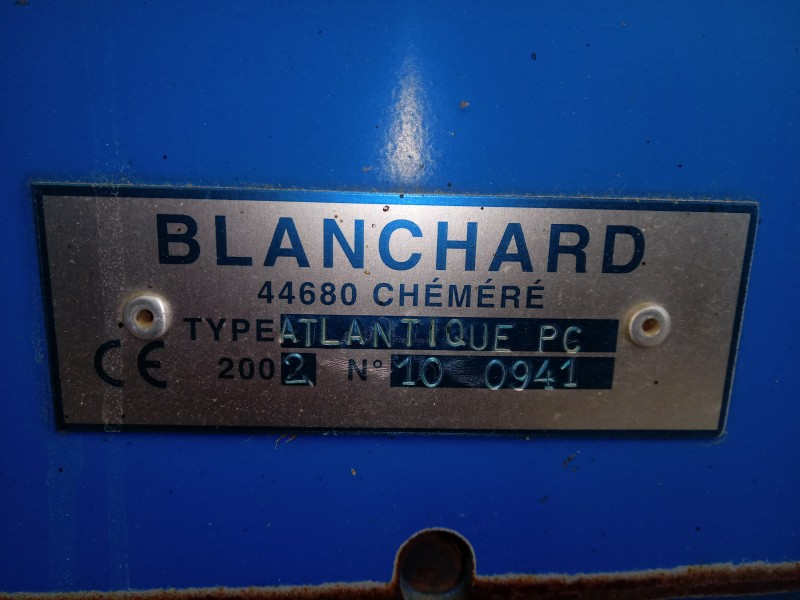 BLANCHARD
44680 CHÉMÉRÉ
TYPE ATLANTIQUE PC
CE 2002 N° 10 0941